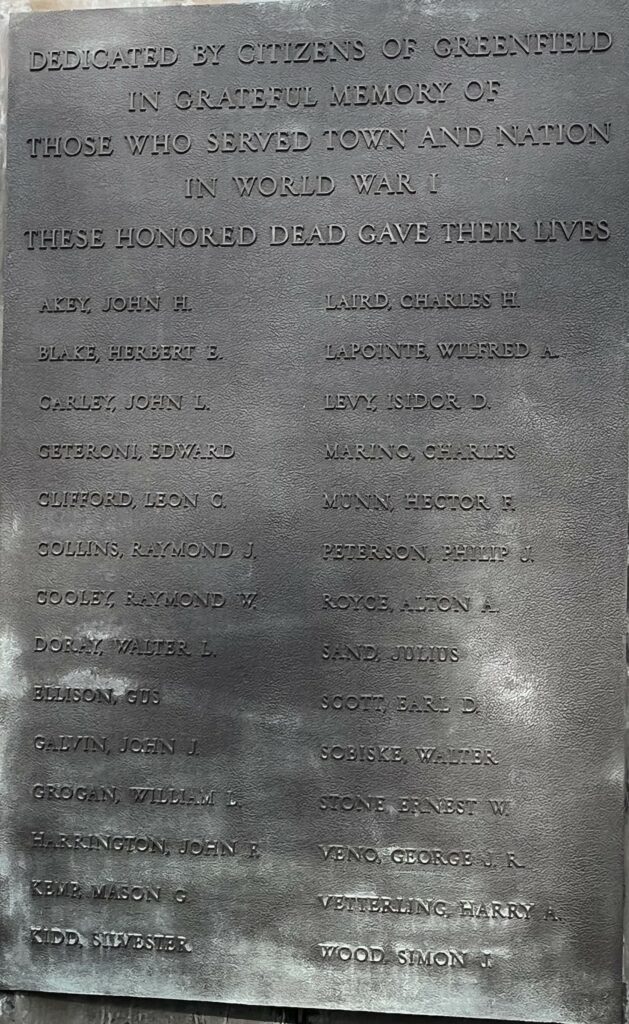 DEDICATED BY CITIZENS OF GREENFIELD
IN GRATEFUL MEMORY OF
THOSE WHO SERVED TOWN AND NATION
IN WORLD WAR I
THESE HONORED DEAD GAVE THEIR LIVES
AKEY, JOHN H.
BLAKE, HERBERT E.
CARLEY, JOHN L.
CETERONI, EDWARD
CLIFFORD, LEON C.
COLLINS, RAYMOND J.
COOLEY, RAYMOND W.
DORAY, WALTER L.
ELLISON, GUS
GALVIN, JOHN J.
GROGAN, WILLIAM L.
HARRINGTON, JOHN F.
KEMP, MASON G.
KIDD, SILVESTER
LAIRD, CHARLES H.
LAPOINTE, WILFRED A.
LEVY, ISIDOR D.
MARINO, CHARLES
MUNN, HECTOR F.
PETERSON, PHILIP J.
ROYCE, ALTON A.
SAND, JULIUS
SCOTT, EARL D.
SOBISKE, WALTER
STONE, ERNEST W.
VENO, GEORGE J. R.
VETTERLING, HARRY A.
WOOD, SIMON J.